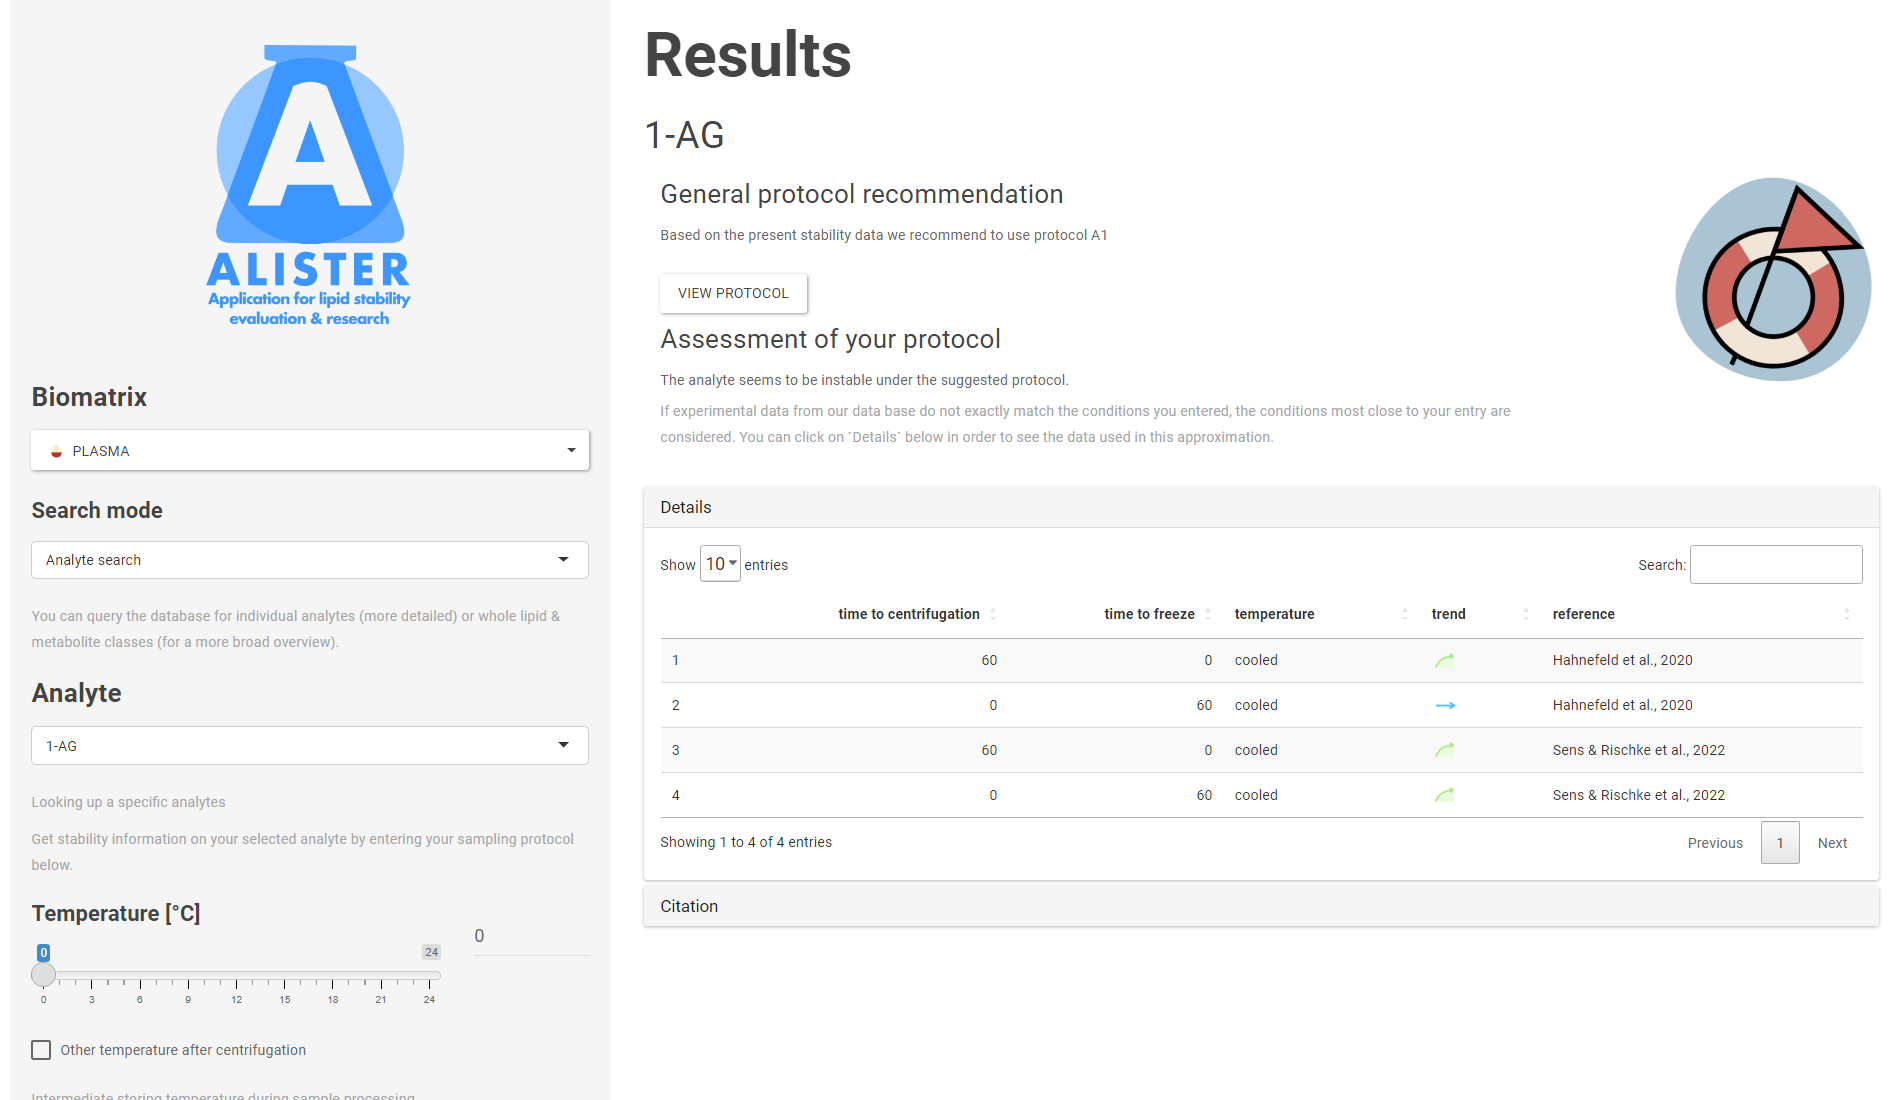 A
ALISTER
Application for lipid stability
evaluation & research
Biomatrix
PLASMA
Search mode
Analyte search
You can query the database for individual analytes (more detailed) or whole lipid &
metabolite classes (for a more broad overview).
Analyte
1-AG
Looking up a specific analytes
Get stability information on your selected analyte by entering your sampling protocol
below.
Temperature [°C]
0
0 24
0 3 6 9 12 15 18 21 24
Other temperature after centrifugation
Intermediate storing temperature during sample processing
Results
1-AG
General protocol recommendation
Based on the present stability data we recommend to use protocol A1
VIEW PROTOCOL
Assessment of your protocol
The analyte seems to be instable under the suggested protocol.
If experimental data from our data base do not exactly match the conditions you entered, the conditions most close to your entry are
considered. You can click on `Details` below in order to see the data used in this approximation.
Details
Show 10 entries Search:
time to centrifugation time to freeze temperature trend reference
1 60 0 cooled Hahnefeld et al., 2020
2 0 60 cooled Hahnefeld et al., 2020
3 60 0 cooled Sens & Rischke et al., 2022
4 0 60 cooled Sens & Rischke et al., 2022
Showing 1 to 4 of 4 entries Previous 1 Next
Citation